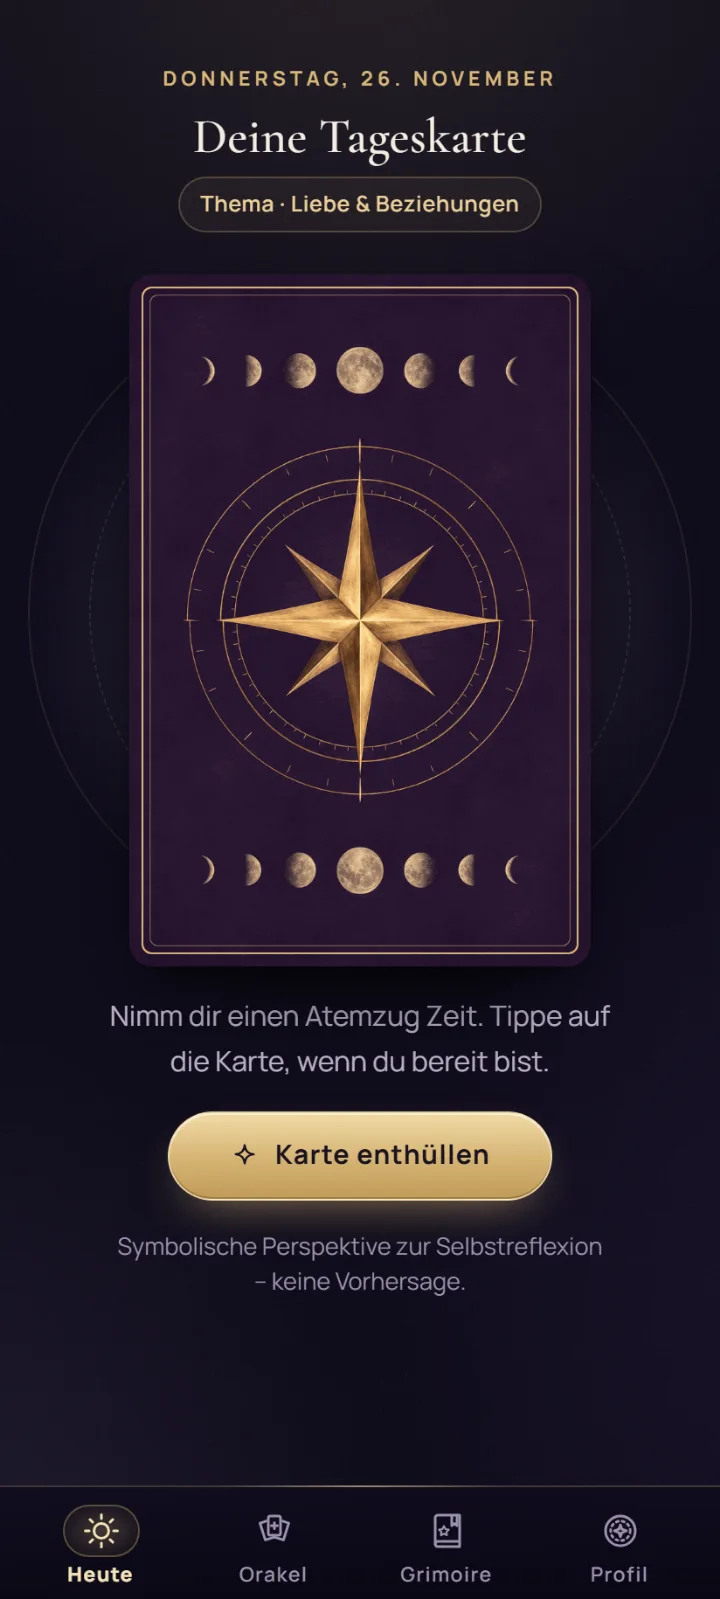 DONNERSTAG, 26. NOVEMBER
Deine Tageskarte
Thema · Liebe & Beziehungen
Nimm dir einen Atemzug Zeit. Tippe auf
die Karte, wenn du bereit bist.
Karte enthüllen
Symbolische Perspektive zur Selbstreflexion
– keine Vorhersage.
Heute
Orakel
Grimoire
Profil